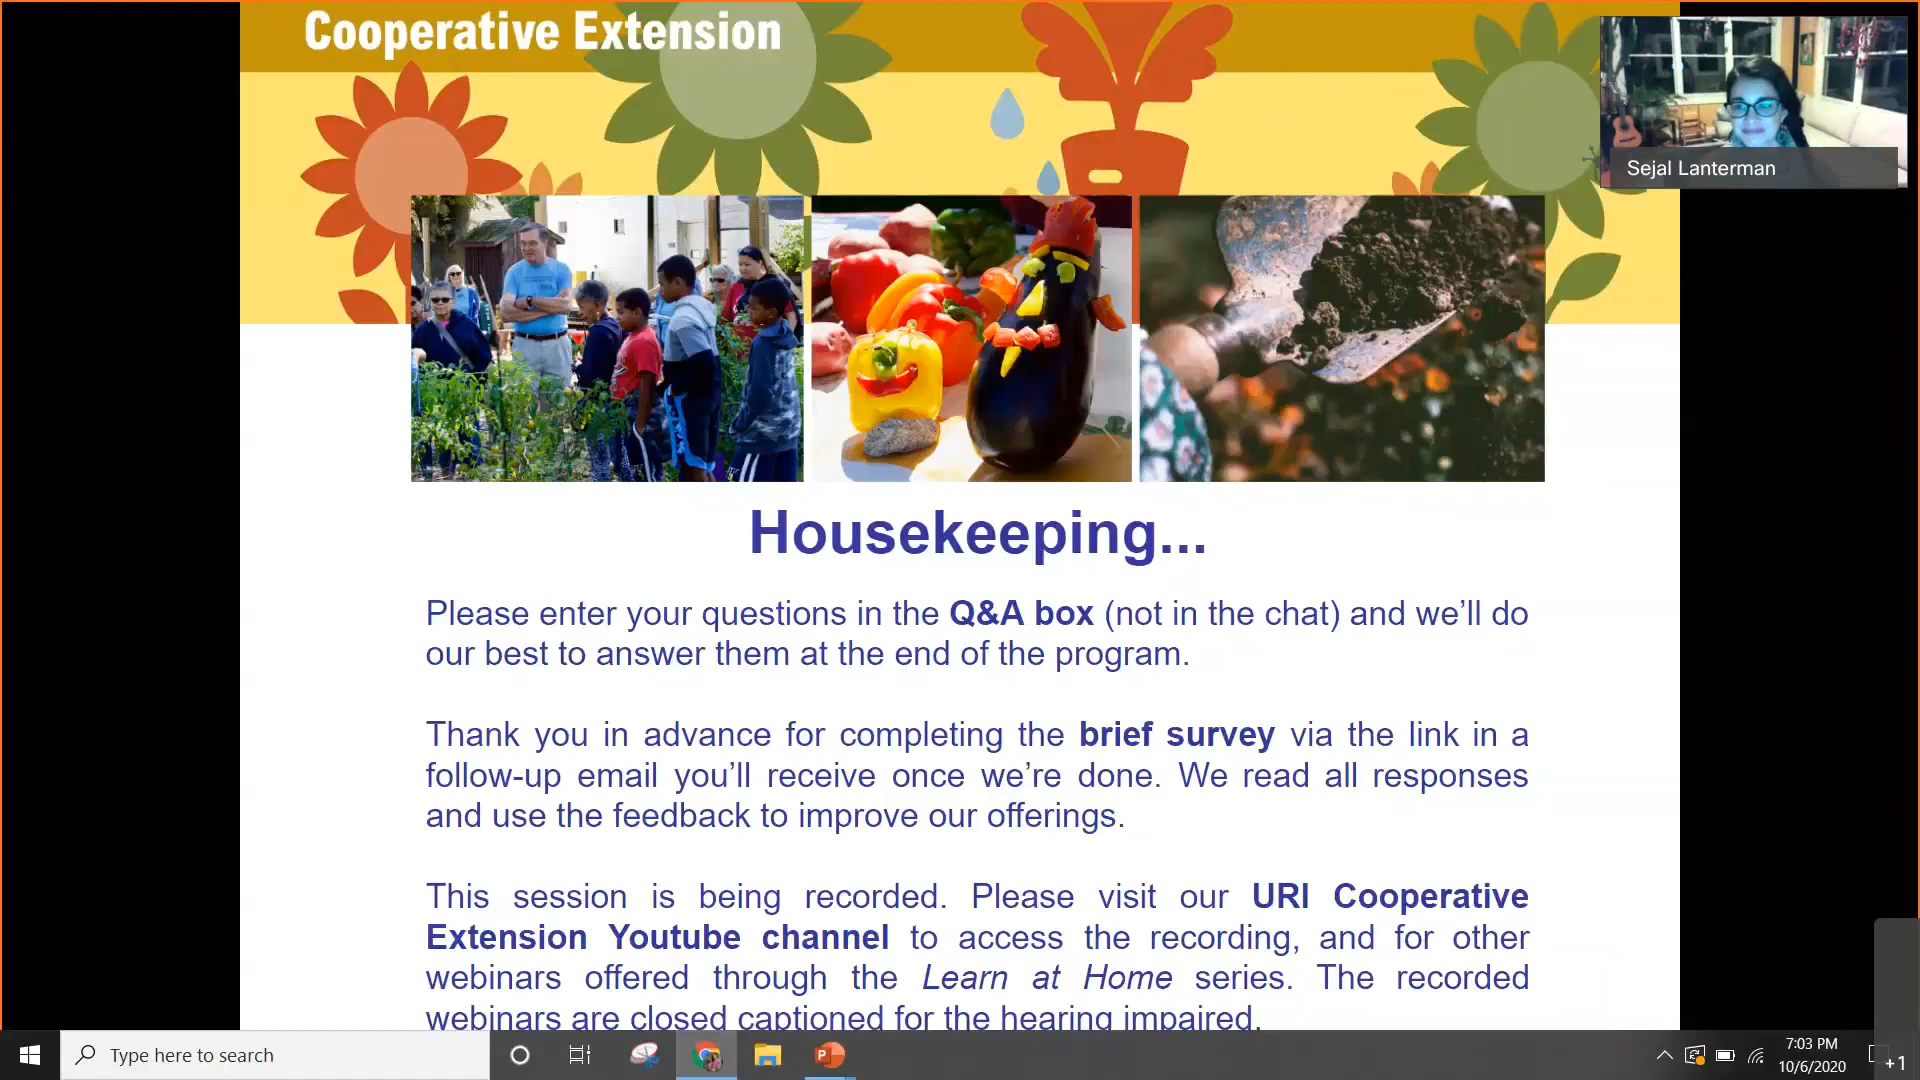 Cooperative Extension
Sejal Lanterman
Housekeeping...
Please enter your questions in the Q&A box (not in the chat) and we’ll do
our best to answer them at the end of the program.
Thank you in advance for completing the brief survey via the link in a
follow-up email you’ll receive once we’re done. We read all responses
and use the feedback to improve our offerings.
This session is being recorded. Please visit our URI Cooperative
Extension Youtube channel to access the recording, and for other
webinars offered through the Learn at Home series. The recorded
webinars are closed captioned for the hearing impaired.
Type here to search
7:03 PM
10/6/2020
+1